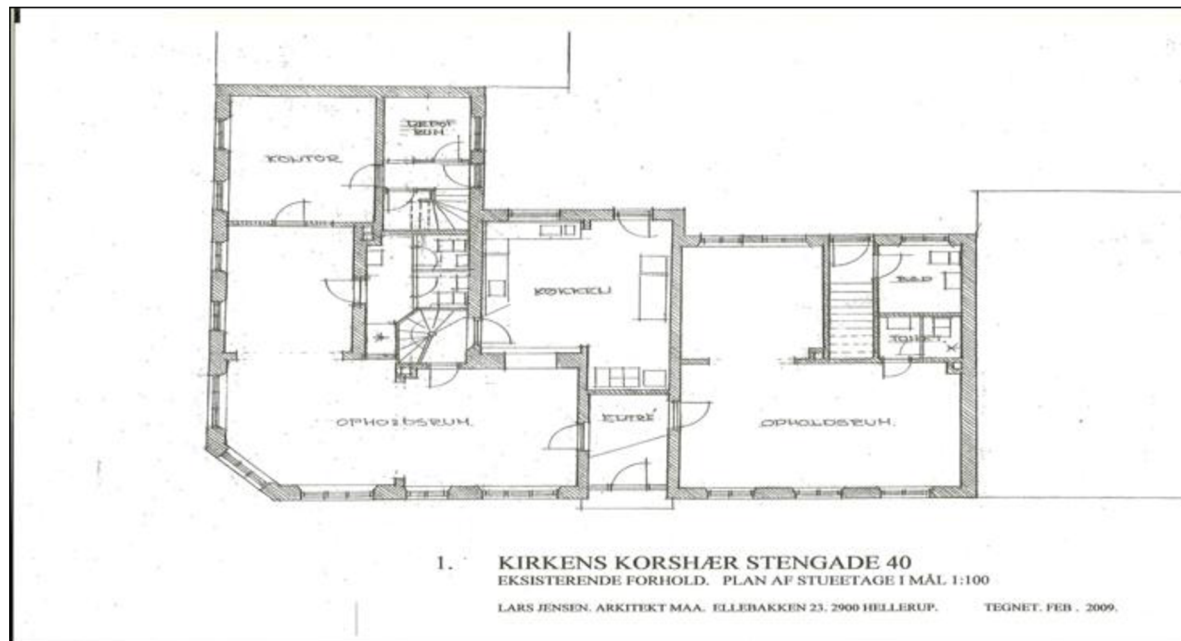 DEPOT
RUM
KONTOR
KØKKEN
BAD
TOILET.
OPHOLDSRUM.
ENTRÉ
OPHOLDSRUM.
1. KIRKENS KORSHÆR STENGADE 40
EKSISTERENDE FORHOLD. PLAN AF STUEETAGE I MÅL 1:100
LARS JENSEN. ARKITEKT MAA. ELLEBAKKEN 23. 2900 HELLERUP. TEGNET. FEB . 2009.